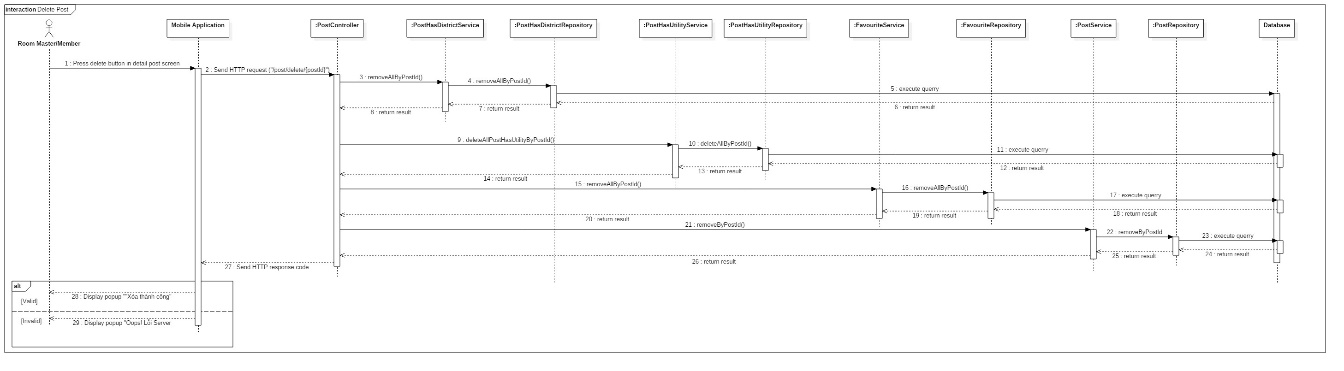 interaction Delete Post
Room Master/Member
Mobile Application
:PostController
:PostHasDistrictService
:PostHasDistrictRepository
:PostHasUtilityService
:PostHasUtilityRepository
:FavouriteService
:FavouriteRepository
:PostService
:PostRepository
Database
1 : Press delete button in detail post screen
2 : Send HTTP request ("/post/delete/{postId}")
3 : removeAllByPostId()
4 : removeAllByPostId()
5 : execute querry
6 : return result
7 : return result
8 : return result
9 : deleteAllPostHasUtilityByPostId()
10 : deleteAllByPostId()
11 : execute querry
12 : return result
13 : return result
14 : return result
15 : removeAllByPostId()
16 : removeAllByPostId()
17 : execute querry
18 : return result
19 : return result
20 : return result
21 : removeByPostId()
22 : removeByPostId
23 : execute querry
24 : return result
25 : return result
26 : return result
27 : Send HTTP response code
alt
28 : Display popup ""Xóa thành công"
[Valid]
[Invalid]
29 : Display popup "Oops! Lỗi Server